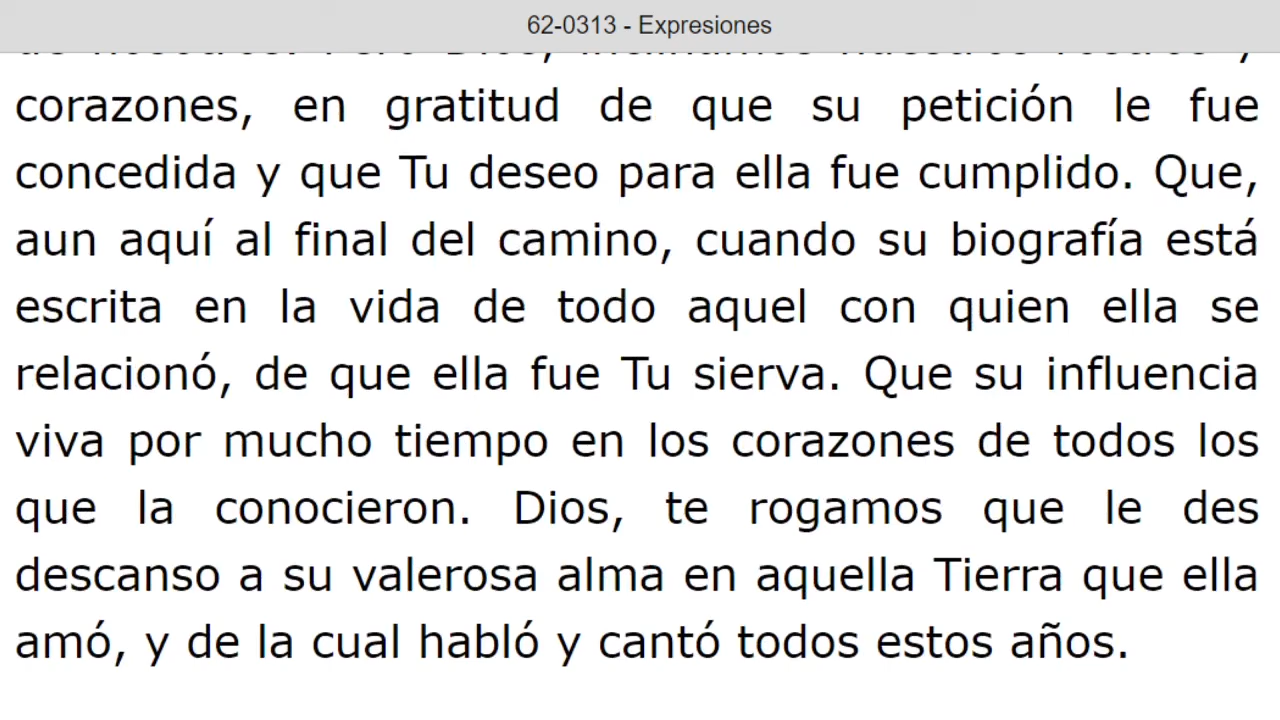 62-0313 - Expresiones
corazones, en gratitud de que su petición le fue
concedida y que Tu deseo para ella fue cumplido. Que,
aun aquí al final del camino, cuando su biografía está
escrita en la vida de todo aquel con quien ella se
relacionó, de que ella fue Tu sierva. Que su influencia
viva por mucho tiempo en los corazones de todos los
que la conocieron. Dios, te rogamos que le des
descanso a su valerosa alma en aquella Tierra que ella
amó, y de la cual habló y cantó todos estos años.